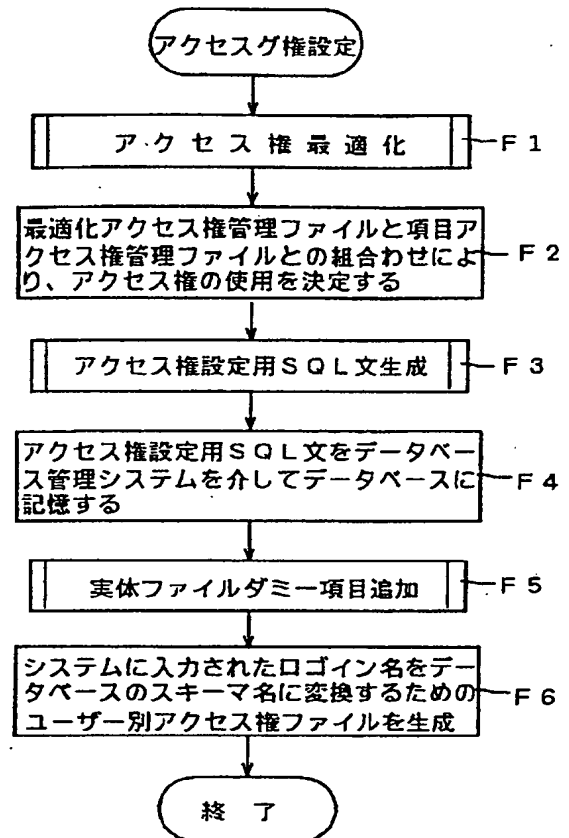 アクセスグ権設定
アクセス権最適化
F1
最適化アクセス権管理ファイルと項目ア
クセス権管理ファイルとの組合わせによ
り、アクセス権の使用を決定する
F2
アクセス権設定用SQL文生成
F3
アクセス権設定用SQL文をデータベー
ス管理システムを介してデータベースに
記憶する
F4
実体ファイルダミー項目追加
F5
システムに入力されたロゴイン名をデー
タベースのスキーマ名に変換するための
ユーザー別アクセス権ファイルを生成
F6
終了